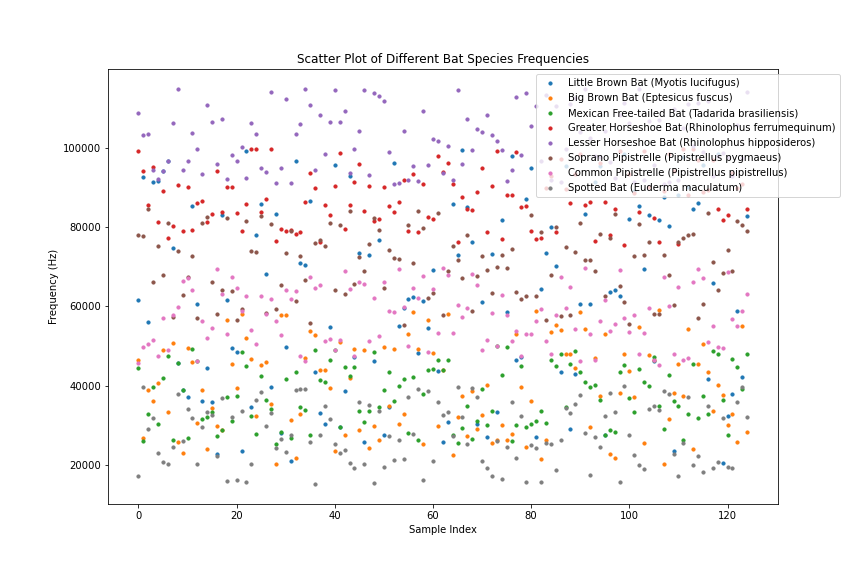 Scatter Plot of Different Bat Species Frequencies
Little Brown Bat (Myotis lucifugus)
Big Brown Bat (Eptesicus fuscus)
Mexican Free-tailed Bat (Tadarida brasiliensis)
Greater Horseshoe Bat (Rhinolophus ferrumequinum)
Lesser Horseshoe Bat (Rhinolophus hipposideros)
Soprano Pipistrelle (Pipistrellus pygmaeus)
Common Pipistrelle (Pipistrellus pipistrellus)
Spotted Bat (Euderma maculatum)
Frequency (Hz)
100000
80000
60000
40000
20000
0 20 40 60 80 100 120
Sample Index